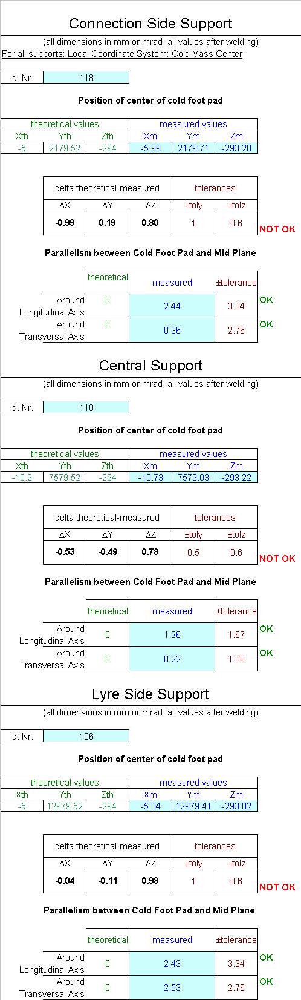 Connection Side Support
(all dimensions in mm or mrad, all values after welding)
For all supports: Local Coordinate System: Cold Mass Center
Id. Nr. 118
Position of center of cold foot pad
theoretical values measured values
Xth Yth Zth Xm Ym Zm
-5 2179.52 -294 -5.99 2179.71 -293.20
delta theoretical-measured tolerances
ΔX ΔY ΔZ ±toly ±tolz
-0.99 0.19 0.80 1 0.6 NOT OK
Parallelism between Cold Foot Pad and Mid Plane
theoretical measured ±tolerance
Around Longitudinal Axis 0 2.44 3.34 OK
Around Transversal Axis 0 0.36 2.76 OK
Central Support
(all dimensions in mm or mrad, all values after welding)
Id. Nr. 110
Position of center of cold foot pad
theoretical values measured values
Xth Yth Zth Xm Ym Zm
-10.2 7579.52 -294 -10.73 7579.03 -293.22
delta theoretical-measured tolerances
ΔX ΔY ΔZ ±toly ±tolz
-0.53 -0.49 0.78 0.5 0.6 NOT OK
Parallelism between Cold Foot Pad and Mid Plane
theoretical measured ±tolerance
Around Longitudinal Axis 0 1.26 1.67 OK
Around Transversal Axis 0 0.22 1.38 OK
Lyre Side Support
(all dimensions in mm or mrad, all values after welding)
Id. Nr. 106
Position of center of cold foot pad
theoretical values measured values
Xth Yth Zth Xm Ym Zm
-5 12979.52 -294 -5.04 12979.41 -293.02
delta theoretical-measured tolerances
ΔX ΔY ΔZ ±toly ±tolz
-0.04 -0.11 0.98 1 0.6 NOT OK
Parallelism between Cold Foot Pad and Mid Plane
theoretical measured ±tolerance
Around Longitudinal Axis 0 2.43 3.34 OK
Around Transversal Axis 0 2.53 2.76 OK